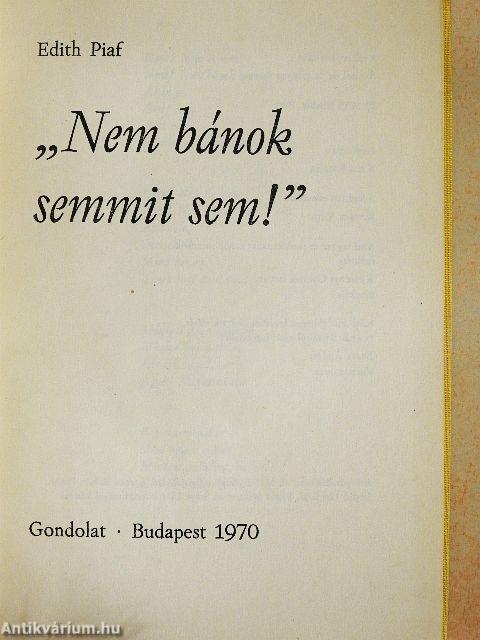 Edith Piaf
„Nem bánok
semmit sem!”
Gondolat · Budapest 1970
Antikvárium.hu